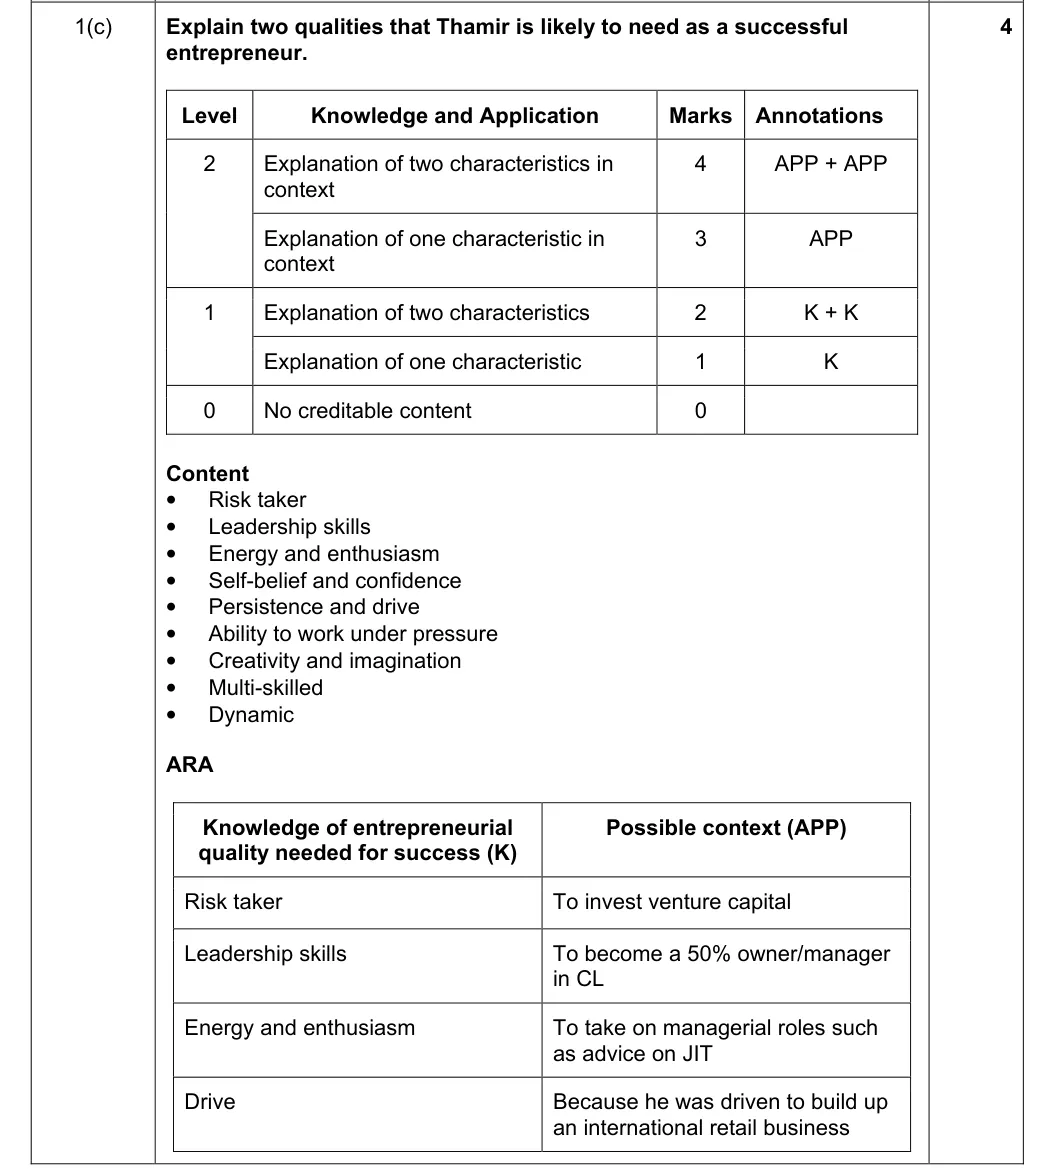 1(c)
Explain two qualities that Thamir is likely to need as a successful
entrepreneur.
4
Level Knowledge and Application Marks Annotations
2 Explanation of two characteristics in 4 APP + APP
context
Explanation of one characteristic in 3 APP
context
1 Explanation of two characteristics 2 K + K
Explanation of one characteristic 1 K
0 No creditable content 0
Content
• Risk taker
• Leadership skills
• Energy and enthusiasm
• Self-belief and confidence
• Persistence and drive
• Ability to work under pressure
• Creativity and imagination
• Multi-skilled
• Dynamic
ARA
Knowledge of entrepreneurial Possible context (APP)
quality needed for success (K)
Risk taker To invest venture capital
Leadership skills To become a 50% owner/manager
in CL
Energy and enthusiasm To take on managerial roles such
as advice on JIT
Drive Because he was driven to build up
an international retail business